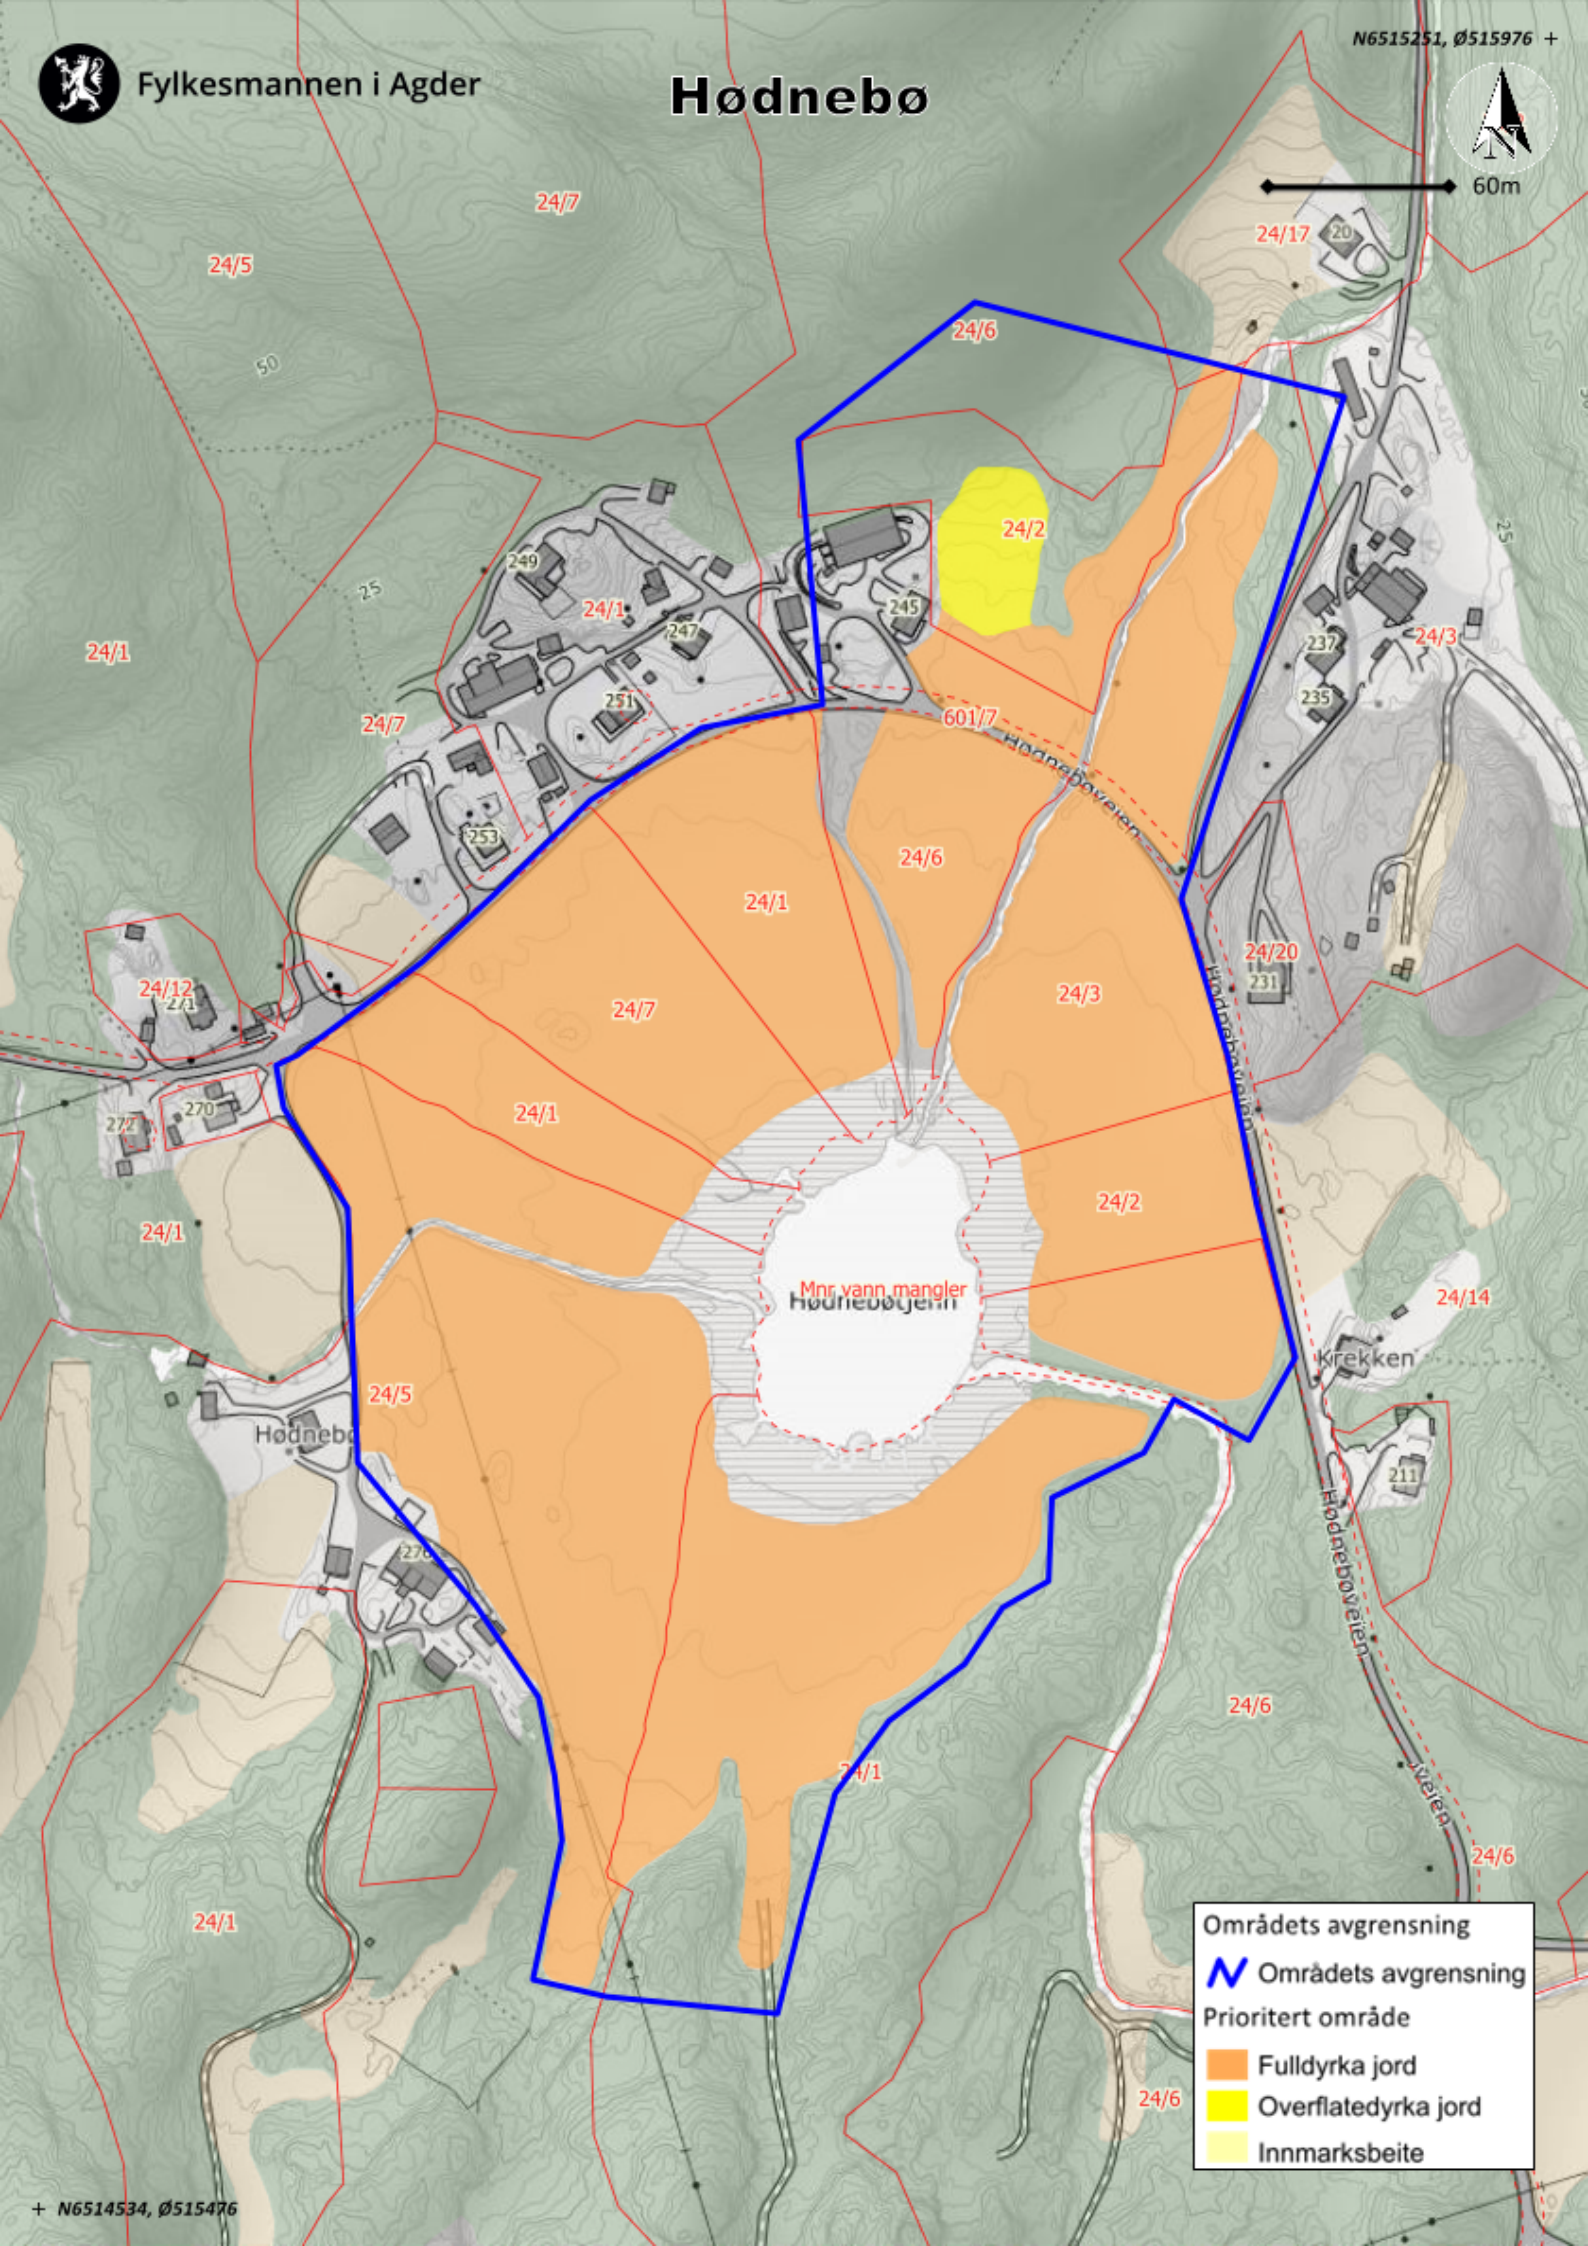 N6515251, Ø515976 +
Fylkesmannen i Agder
Hødnebø
N
60m
24/7
24/5
24/17
20
24/6
50
24/2
249
25
25
24/1
245
247
24/3
237
24/1
251
235
24/7
601/7
Hødnebøveien
253
24/6
24/1
24/20
231
24/12
271
24/7
24/3
Hødnebøveien
24/1
270
272
24/2
24/1
Mnr vann mangler
Hødnebøtjenn
24/14
Krekken
24/5
Hødnebø
211
276
Hødnebøveien
24/6
24/1
24/6
24/1
24/6
Områdets avgrensning
Områdets avgrensning
Prioritert område
Fulldyrka jord
Overflatedyrka jord
Innmarksbeite
+ N6514534, Ø515476